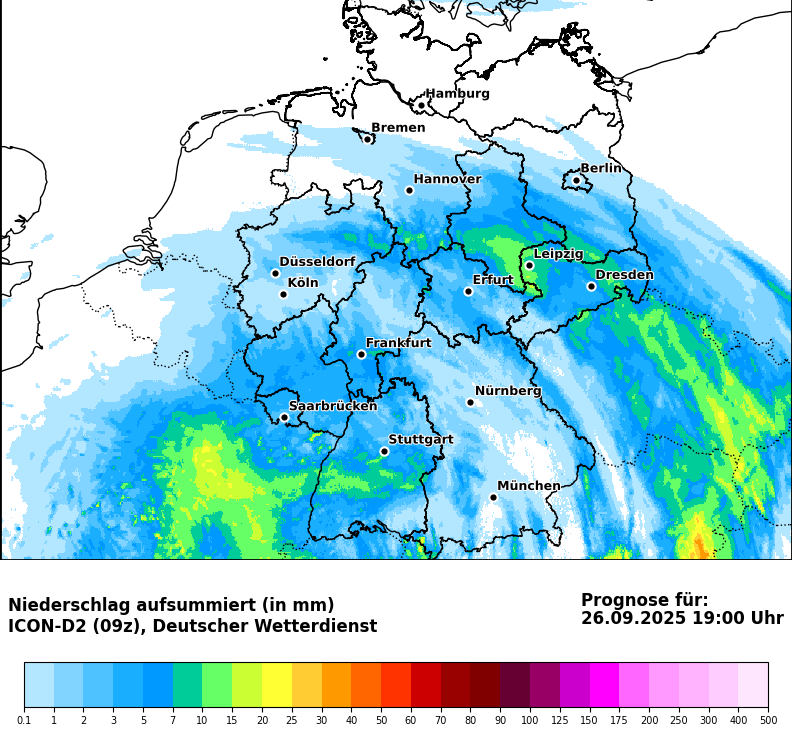 Hamburg
Bremen
Berlin
Hannover
Leipzig
Düsseldorf
Dresden
Erfurt
Köln
Frankfurt
Nürnberg
Saarbrücken
Stuttgart
München
Niederschlag aufsummiert (in mm)
ICON-D2 (09z), Deutscher Wetterdienst
Prognose für:
26.09.2025 19:00 Uhr
0.1 1 2 3 5 7 10 15 20 25 30 40 50 60 70 80 90 100 125 150 175 200 250 300 400 500